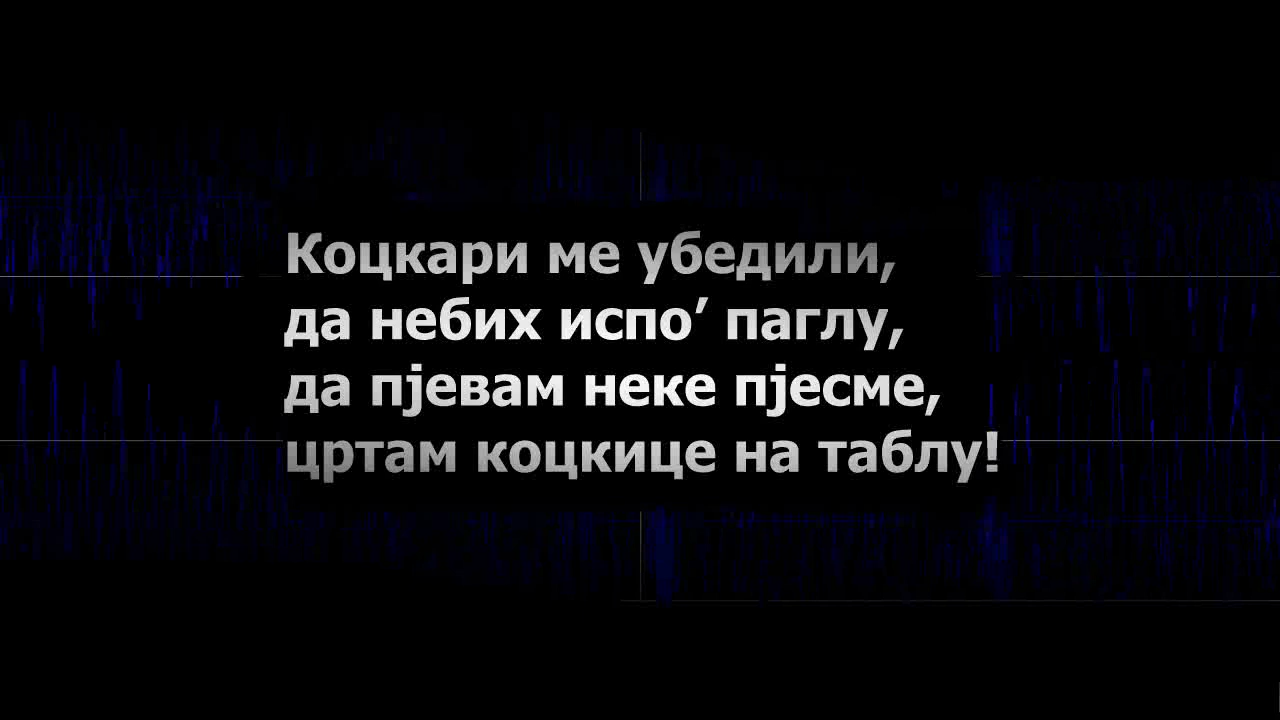 Коцкари ме убедили,
да небих испо’ паглу,
да пјевам неке пјесме,
цртам коцкице на таблу!